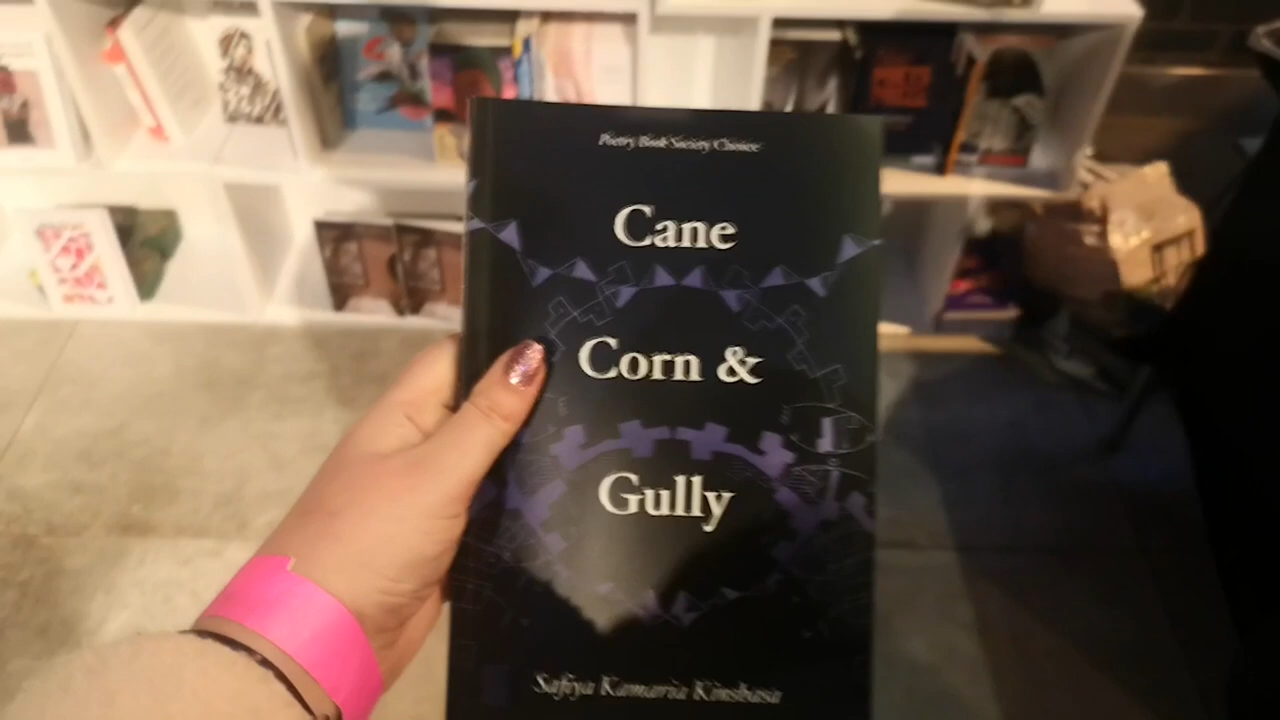 Poetry Book Society Choice
Cane
Corn &
Gully
Safiya Kamaria Kinshasa